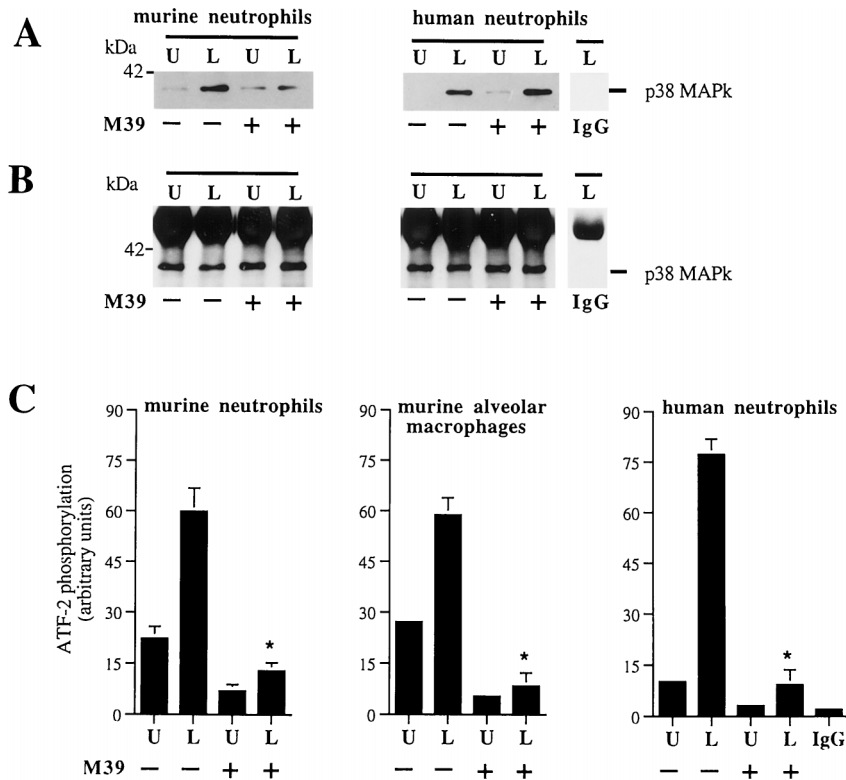 A
murine neutrophils
human neutrophils
kDa
U L U L
U L U L
L
42
p38 MAPk
M39 – – + +
– – + +
IgG
B
kDa
U L U L
U L U L
L
42
p38 MAPk
M39 – – + +
– – + +
IgG
C
murine neutrophils
murine alveolar
macrophages
human neutrophils
ATF-2 phosphorylation
(arbitrary units)
90
75
60
45
30
15
0
*
U L U L
M39 – – + +
90
75
60
45
30
15
0
*
U L U L
– – + +
90
75
60
45
30
15
0
*
U L U L IgG
– – + +